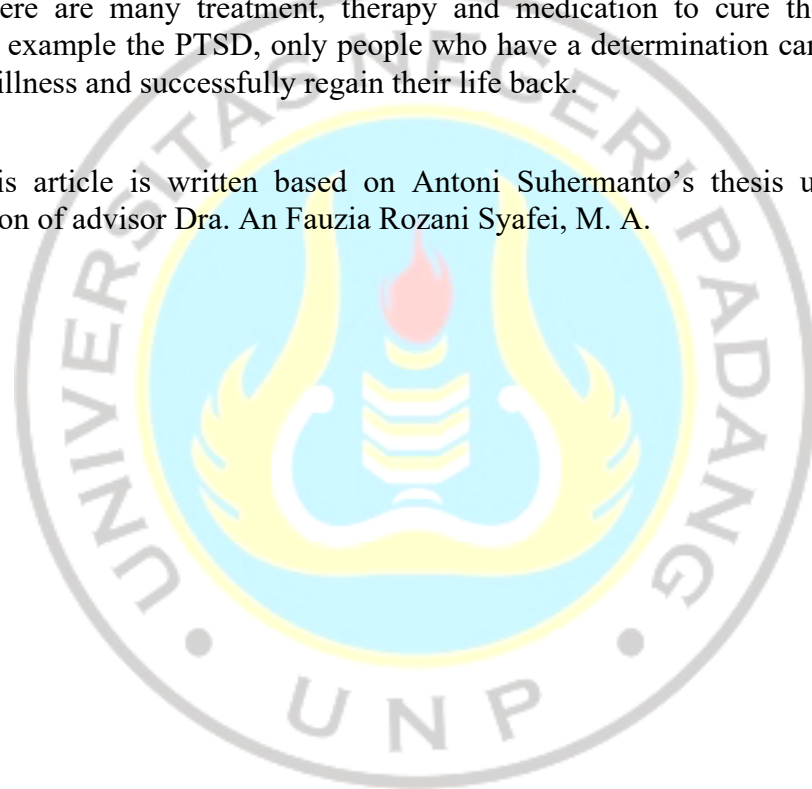 ere are many treatment, therapy and medication to cure th
example the PTSD, only people who have a determination can
illness and successfully regain their life back.
is article is written based on Antoni Suhermanto’s thesis u
on of advisor Dra. An Fauzia Rozani Syafei, M. A.
UNIVERSITAS NEGERI PADANG
• UNP •